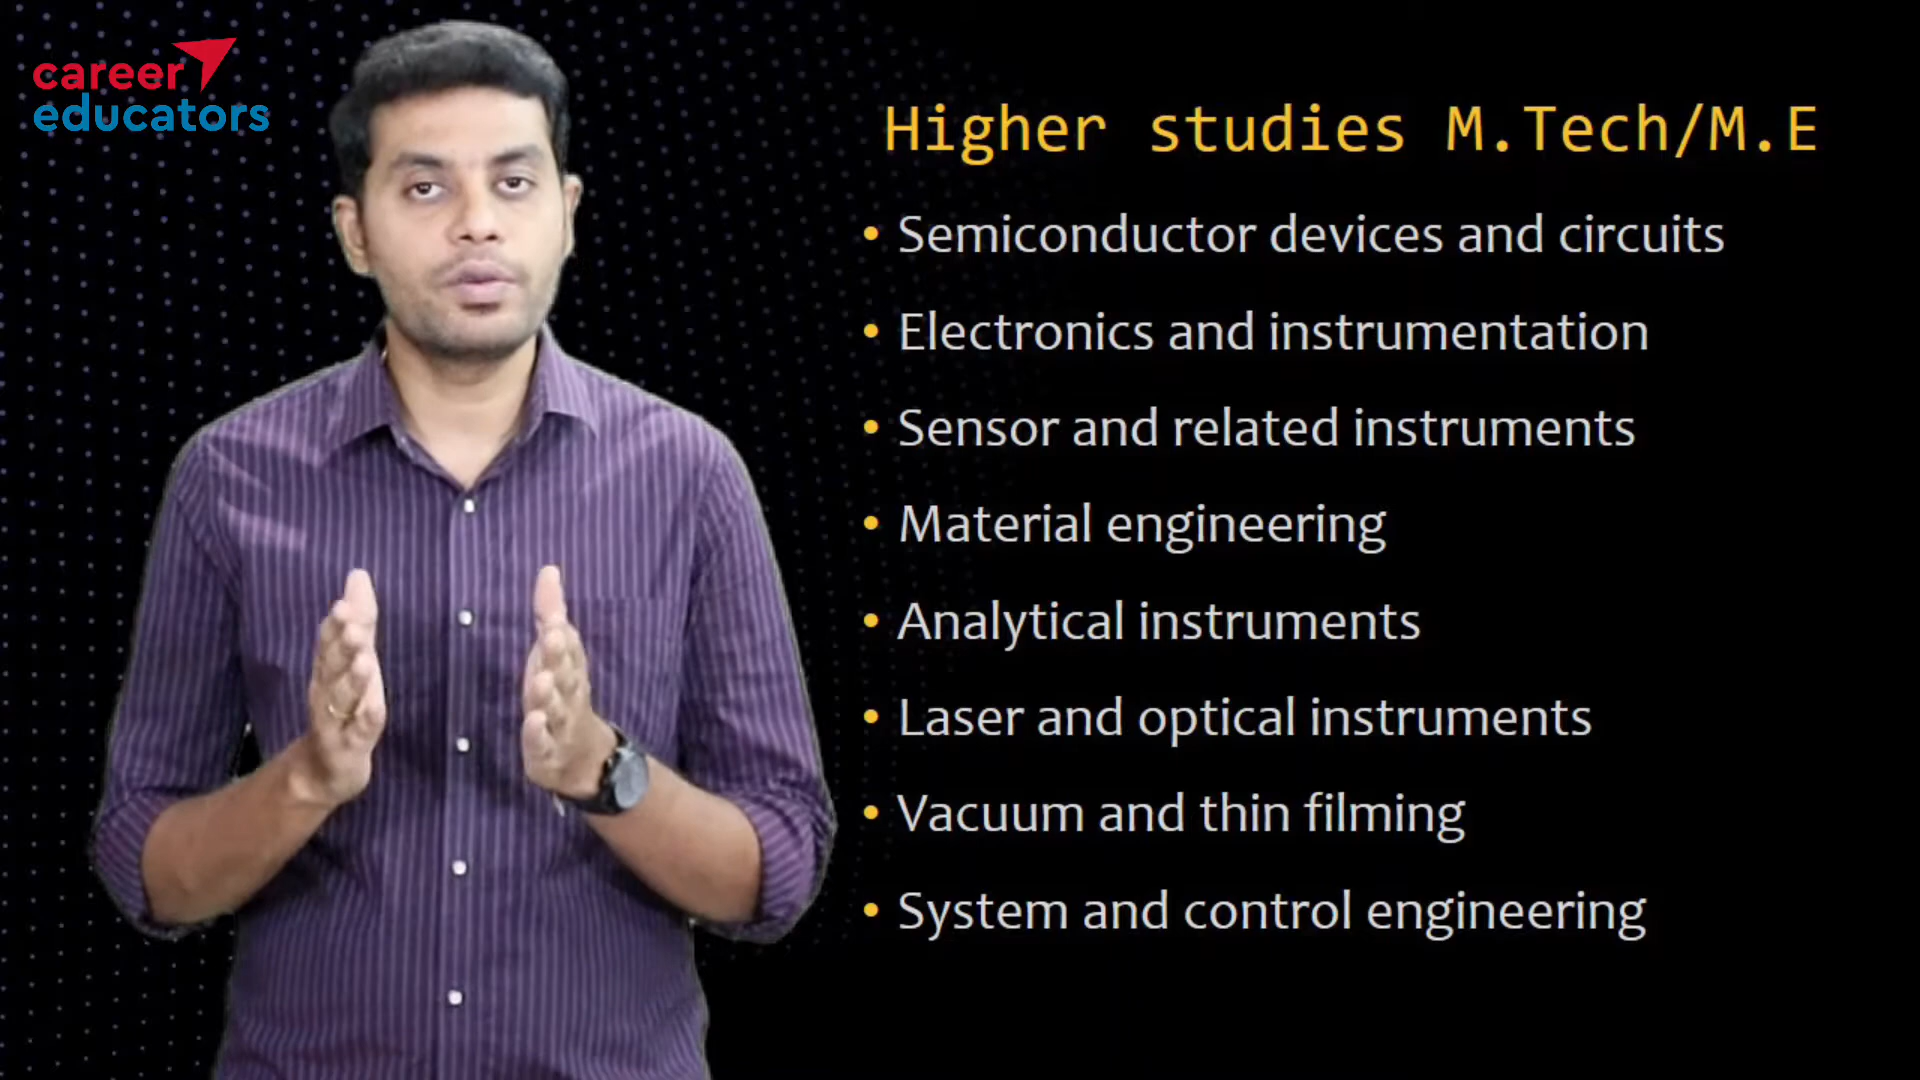 career
educators
Higher studies M.Tech/M.E
• Semiconductor devices and circuits
• Electronics and instrumentation
• Sensor and related instruments
• Material engineering
• Analytical instruments
• Laser and optical instruments
• Vacuum and thin filming
• System and control engineering